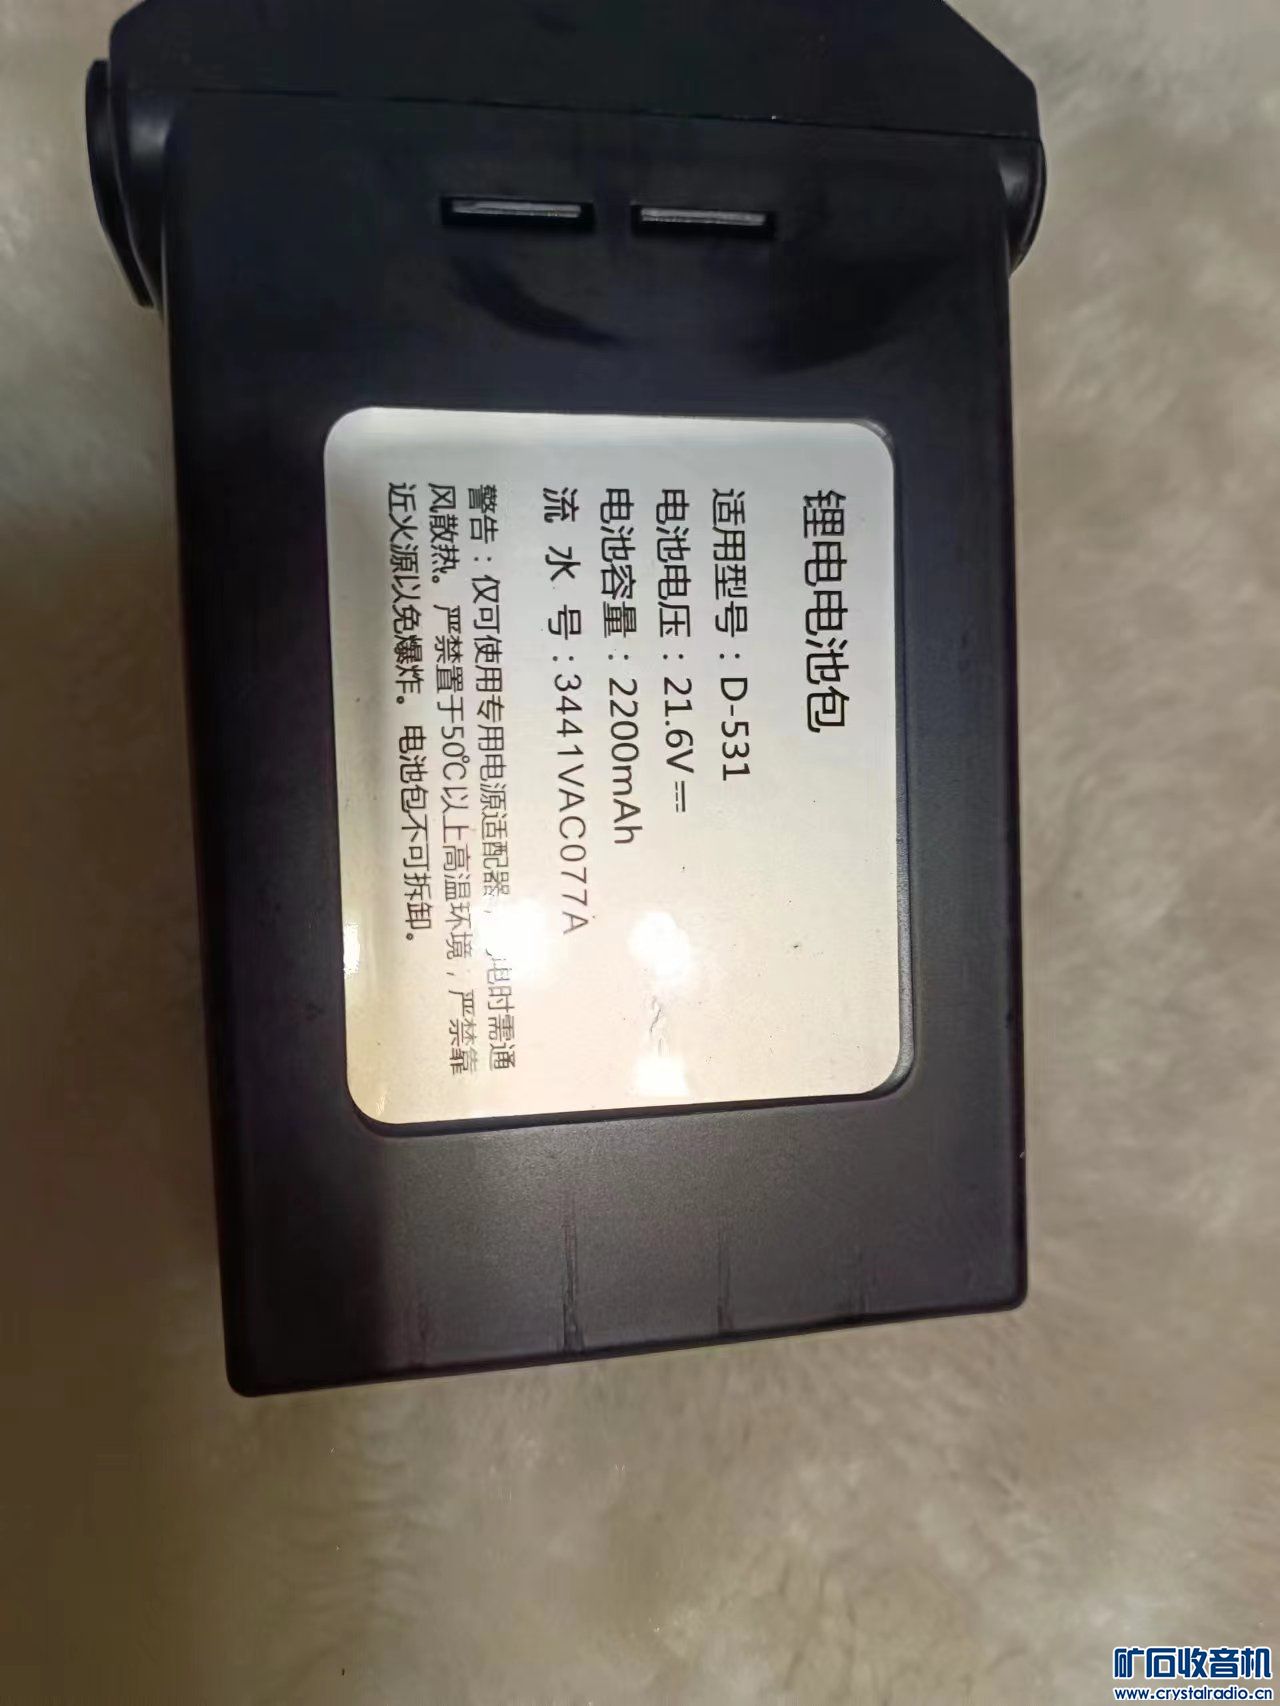 锂电电池包
适用型号：D-531
电池电压：21.6V⎓
电池容量：2200mAh
流 水 号：3441VAC077A
警告：仅可使用专用电源适配器，电时需通
风散热。严禁置于50℃以上高温环境，严禁靠
近火源以免爆炸。电池包不可拆卸。
矿石收音机
www.crystalradio.cn